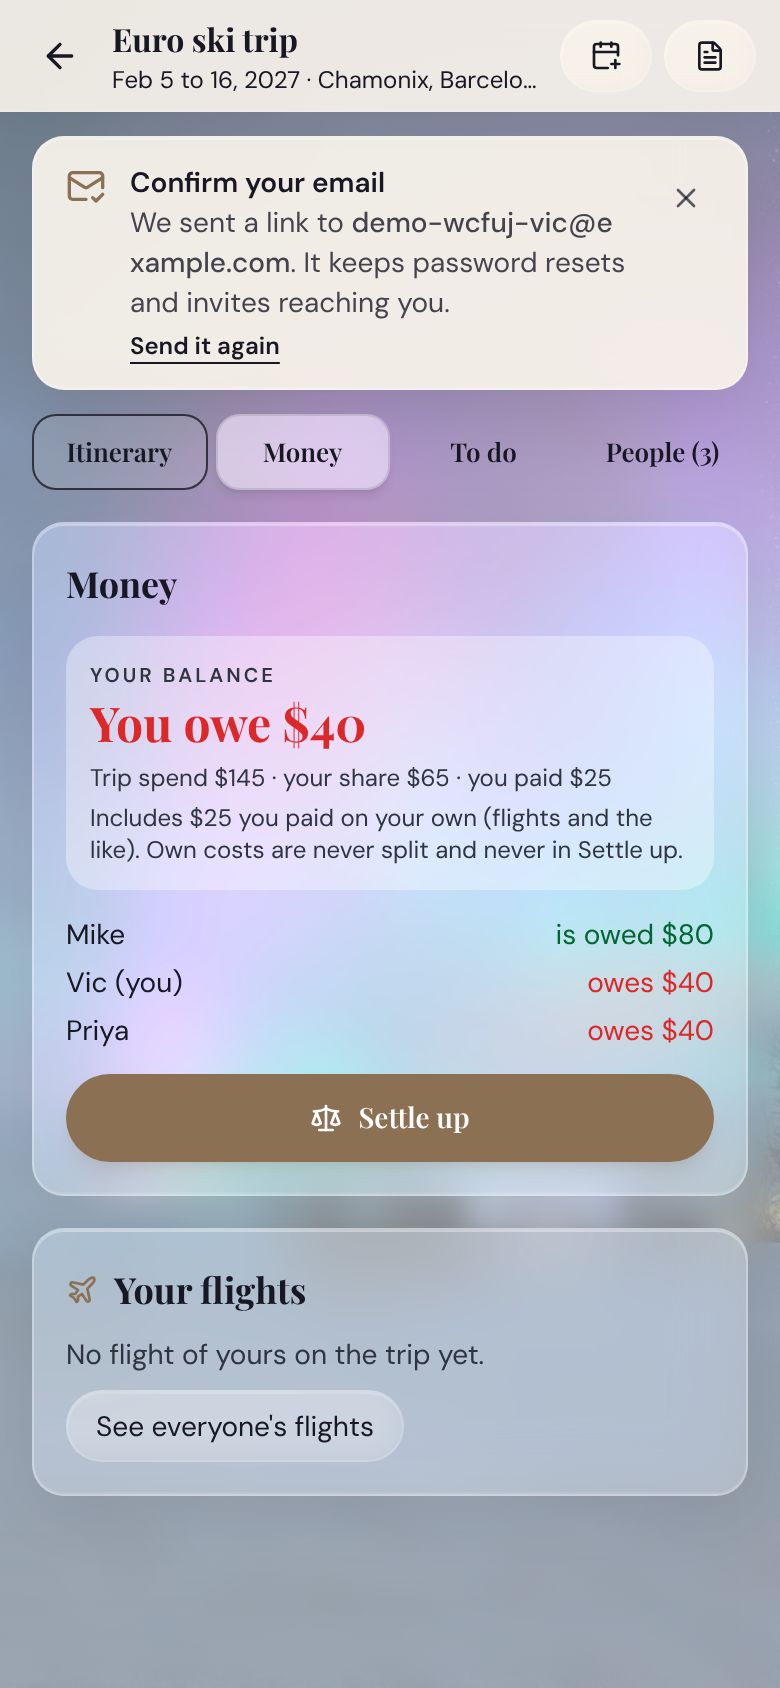 Euro ski trip
Feb 5 to 16, 2027 · Chamonix, Barcelo...
Confirm your email
We sent a link to demo-wcfuj-vic@e
xample.com. It keeps password resets
and invites reaching you.
Send it again
Itinerary Money To do People (3)
Money
YOUR BALANCE
You owe $40
Trip spend $145 · your share $65 · you paid $25
Includes $25 you paid on your own (flights and the
like). Own costs are never split and never in Settle up.
Mike is owed $80
Vic (you) owes $40
Priya owes $40
Settle up
Your flights
No flight of yours on the trip yet.
See everyone's flights